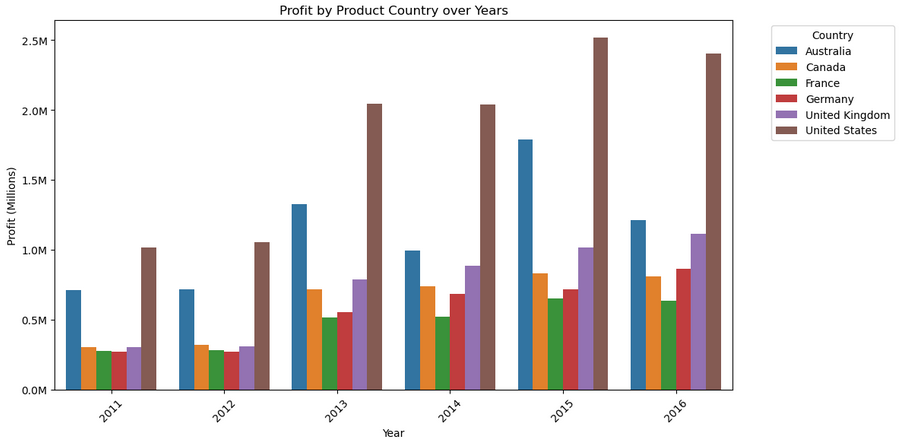 Profit by Product Country over Years
Profit (Millions)
2.5M
2.0M
1.5M
1.0M
0.5M
0.0M
2011
2012
2013
2014
2015
2016
Year
Country
Australia
Canada
France
Germany
United Kingdom
United States